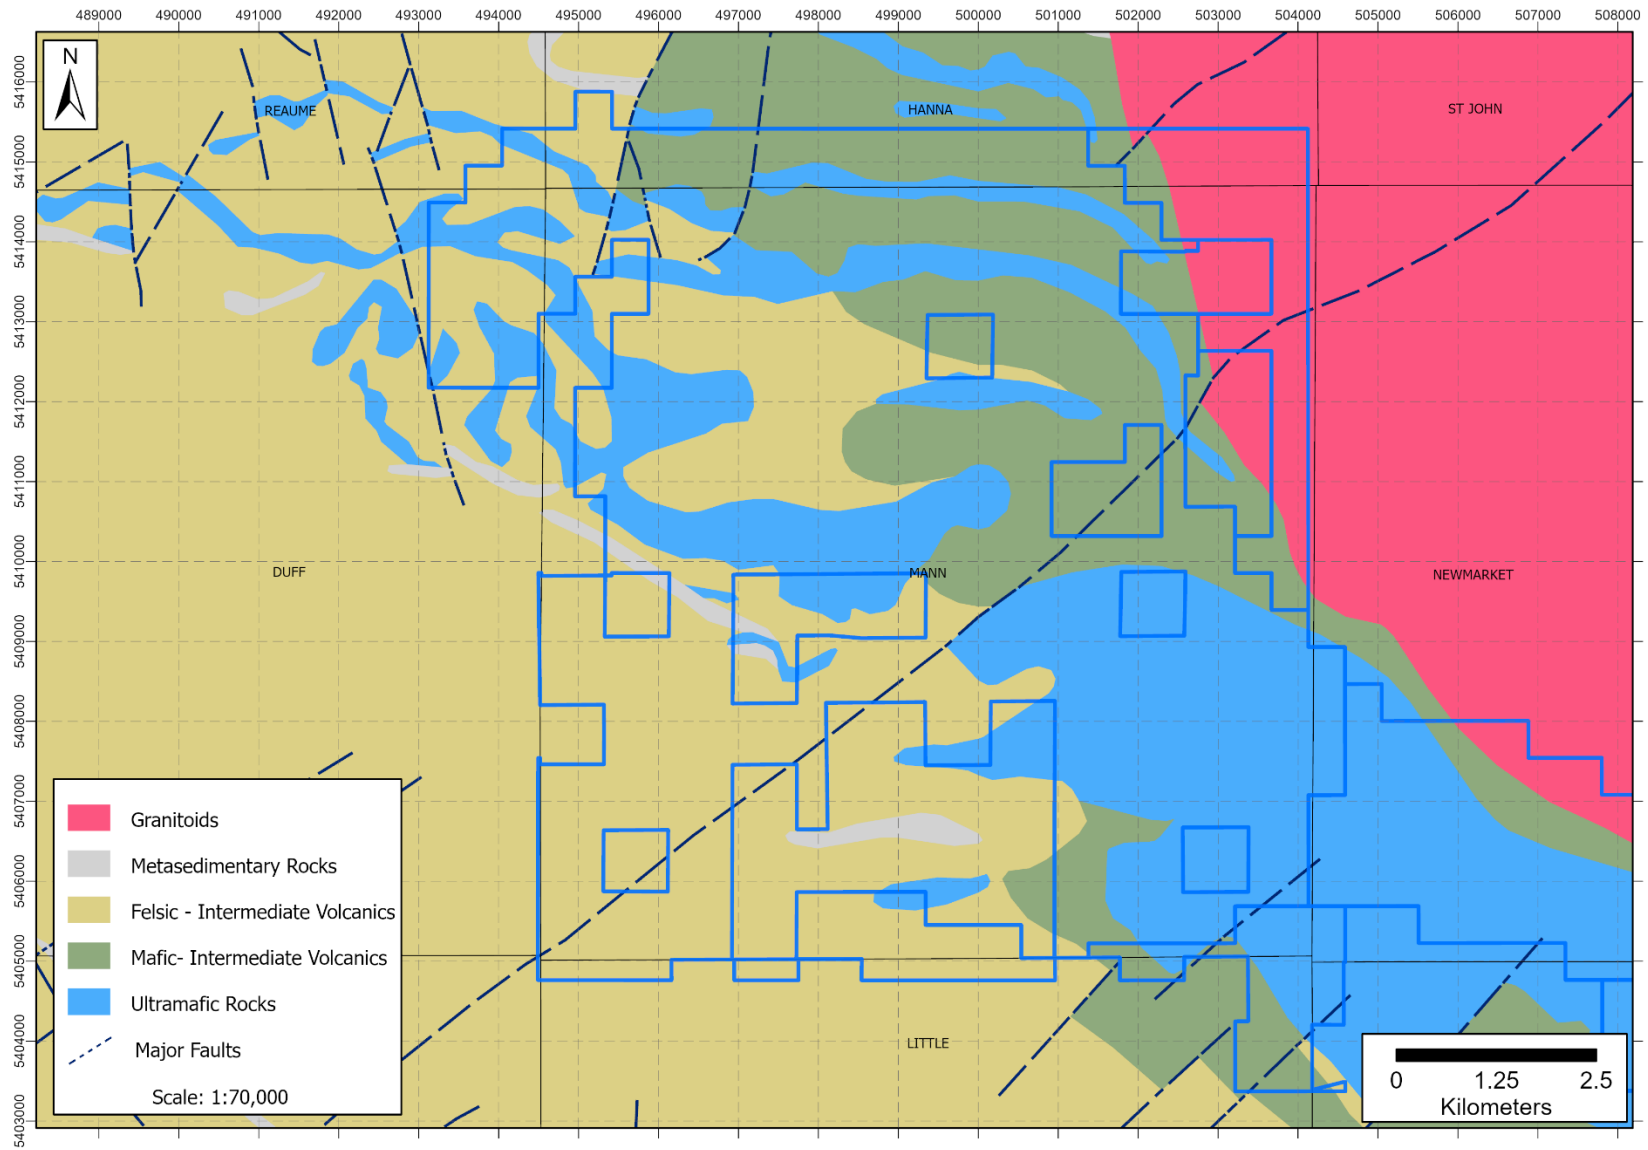 489000 490000 491000 492000 493000 494000 495000 496000 497000 498000 499000 500000 501000 502000 503000 504000 505000 506000 507000 508000
N
5416000
5415000
5414000
5413000
5412000
5411000
5410000
5409000
5408000
5407000
5406000
5405000
5404000
5403000
REAUME
HANNA
ST JOHN
DUFF
MANN
NEWMARKET
LITTLE
Granitoids
Metasedimentary Rocks
Felsic - Intermediate Volcanics
Mafic- Intermediate Volcanics
Ultramafic Rocks
Major Faults
Scale: 1:70,000
0 1.25 2.5
Kilometers